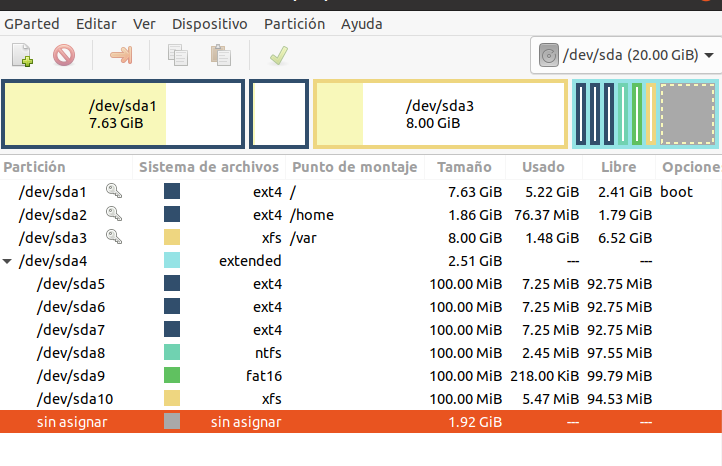 GParted Editar Ver Dispositivo Partición Ayuda
/dev/sda (20.00 GiB)
/dev/sda1
7.63 GiB
/dev/sda3
8.00 GiB
Partición Sistema de archivos Punto de montaje Tamaño Usado Libre Opcione
/dev/sda1 ext4 / 7.63 GiB 5.22 GiB 2.41 GiB boot
/dev/sda2 ext4 /home 1.86 GiB 76.37 MiB 1.79 GiB
/dev/sda3 xfs /var 8.00 GiB 1.48 GiB 6.52 GiB
/dev/sda4 extended 2.51 GiB --- ---
/dev/sda5 ext4 100.00 MiB 7.25 MiB 92.75 MiB
/dev/sda6 ext4 100.00 MiB 7.25 MiB 92.75 MiB
/dev/sda7 ext4 100.00 MiB 7.25 MiB 92.75 MiB
/dev/sda8 ntfs 100.00 MiB 2.45 MiB 97.55 MiB
/dev/sda9 fat16 100.00 MiB 218.00 KiB 99.79 MiB
/dev/sda10 xfs 100.00 MiB 5.47 MiB 94.53 MiB
sin asignar sin asignar 1.92 GiB --- ---